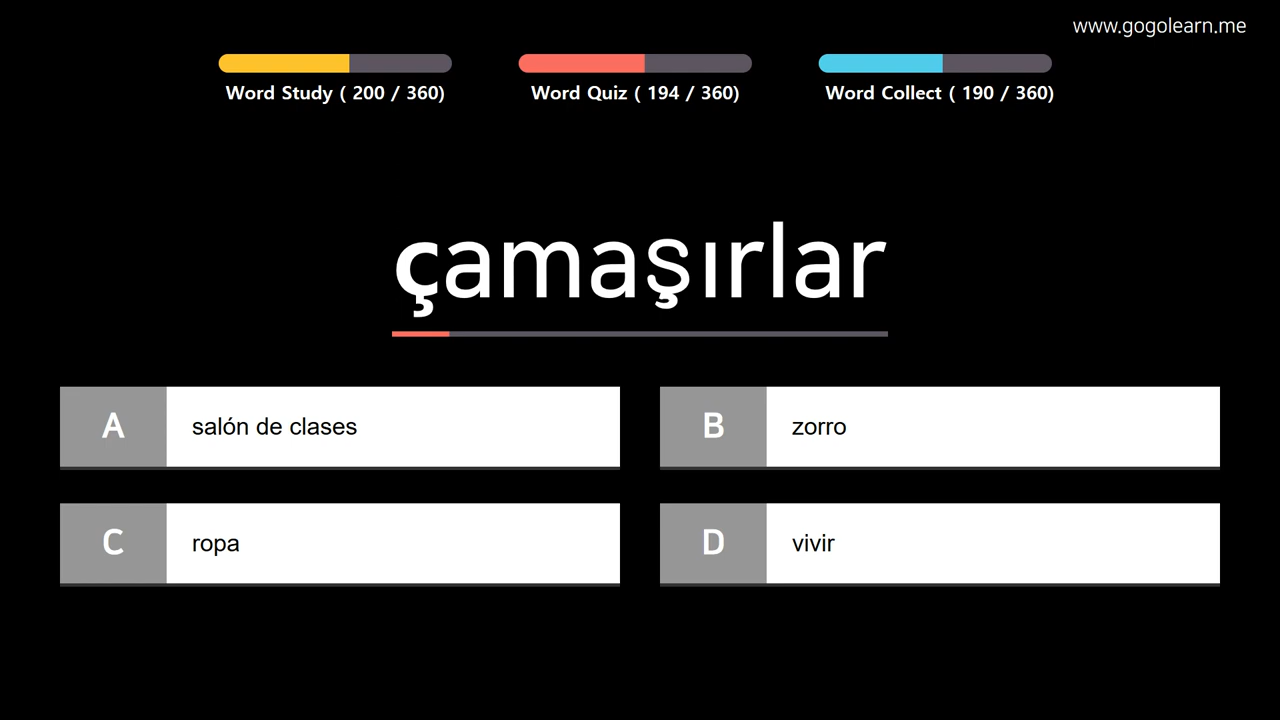 www.gogolearn.me
Word Study ( 200 / 360)
Word Quiz ( 194 / 360)
Word Collect ( 190 / 360)
çamaşırlar
A salón de clases
B zorro
C ropa
D vivir